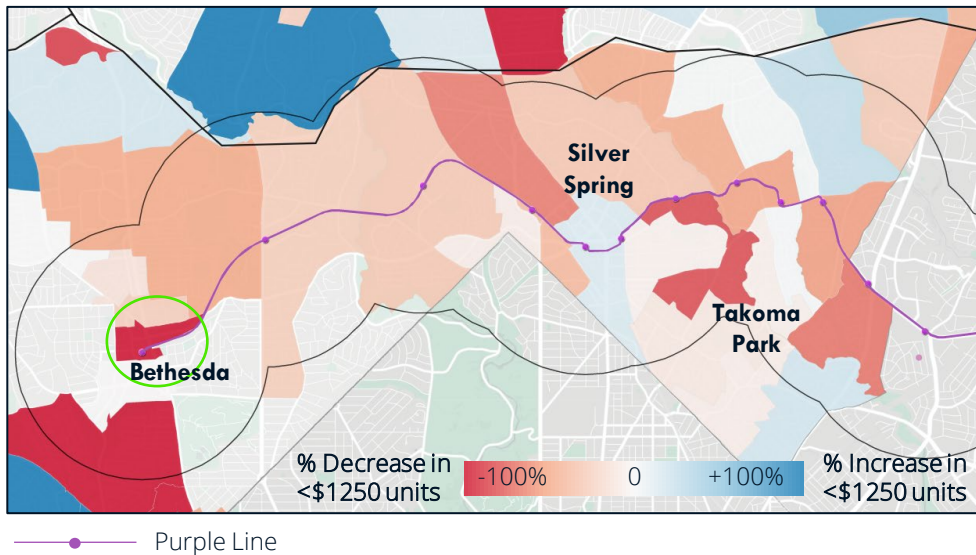 Silver
Spring
Takoma
Park
Bethesda
% Decrease in
<$1250 units
-100%
0
+100%
% Increase in
<$1250 units
Purple Line